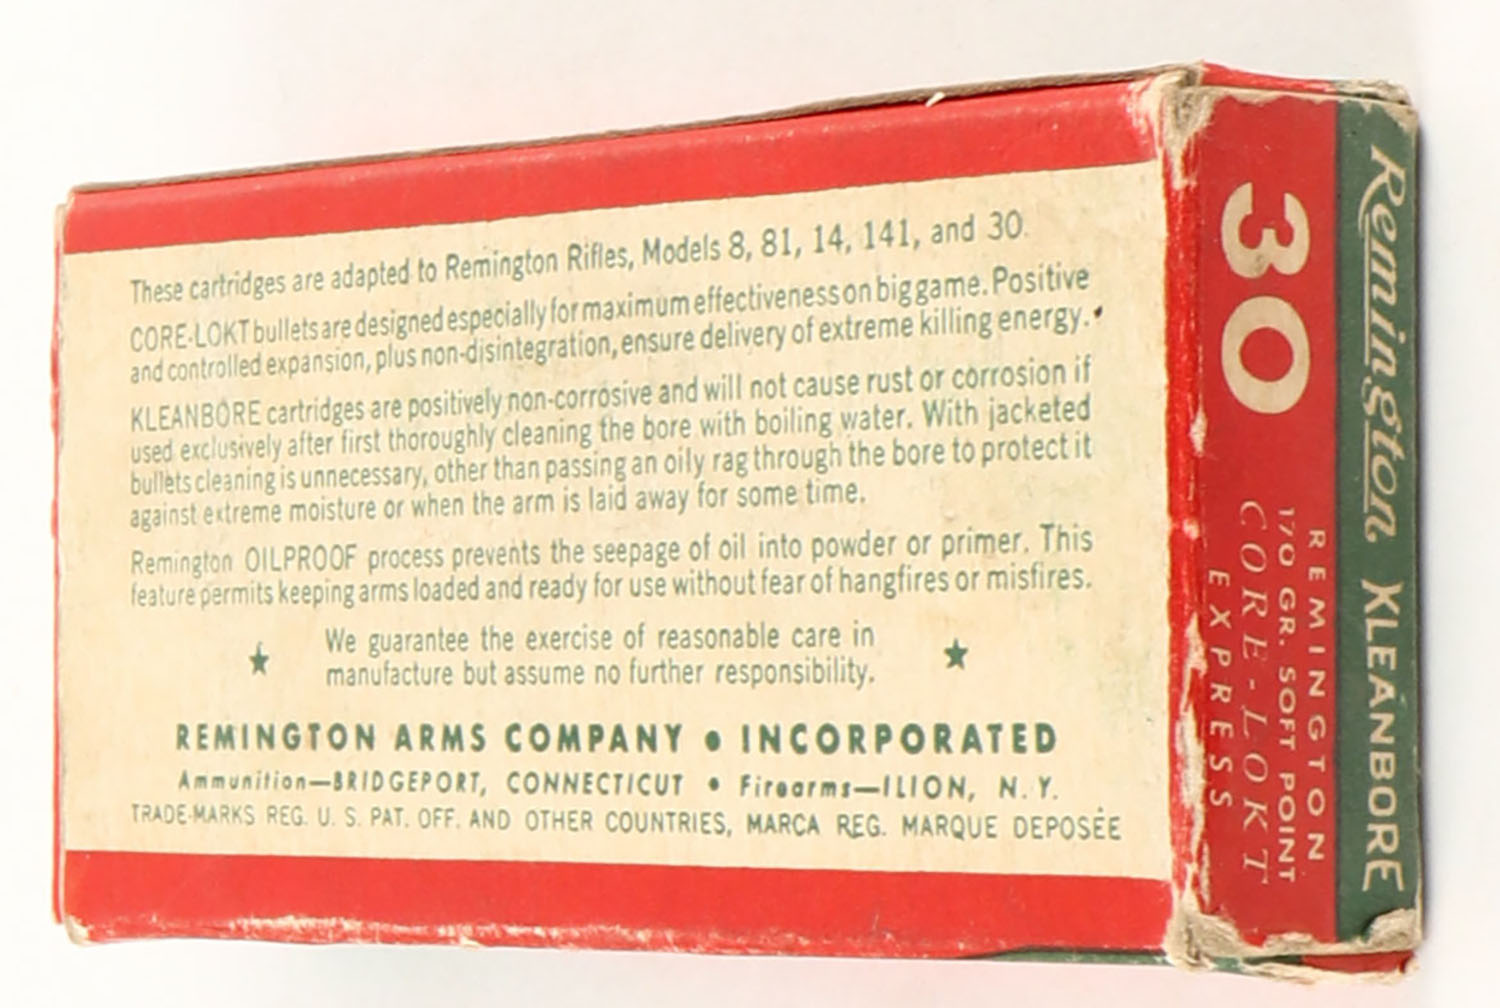 These cartridges are adapted to Remington Rifles, Models 8, 81, 14, 141, and 30.
CORE-LOKT bullets are designed especially for maximum effectiveness on big game. Positive
and controlled expansion, plus non-disintegration, ensure delivery of extreme killing energy.
KLEANBORE cartridges are positively non-corrosive and will not cause rust or corrosion if
used exclusively after first thoroughly cleaning the bore with boiling water. With jacketed
bullets cleaning is unnecessary, other than passing an oily rag through the bore to protect it
against extreme moisture or when the arm is laid away for some time.
Remington OILPROOF process prevents the seepage of oil into powder or primer. This
feature permits keeping arms loaded and ready for use without fear of hangfires or misfires.
★ We guarantee the exercise of reasonable care in ★
manufacture but assume no further responsibility.
REMINGTON ARMS COMPANY • INCORPORATED
Ammunition—BRIDGEPORT, CONNECTICUT • Firearms—ILION, N. Y.
TRADE-MARKS REG. U. S. PAT. OFF. AND OTHER COUNTRIES, MARCA REG. MARQUE DEPOSÉE
Remington KLEANBORE
30
REMINGTON
170 GR. SOFT POINT
CORE-LOKT
EXPRESS